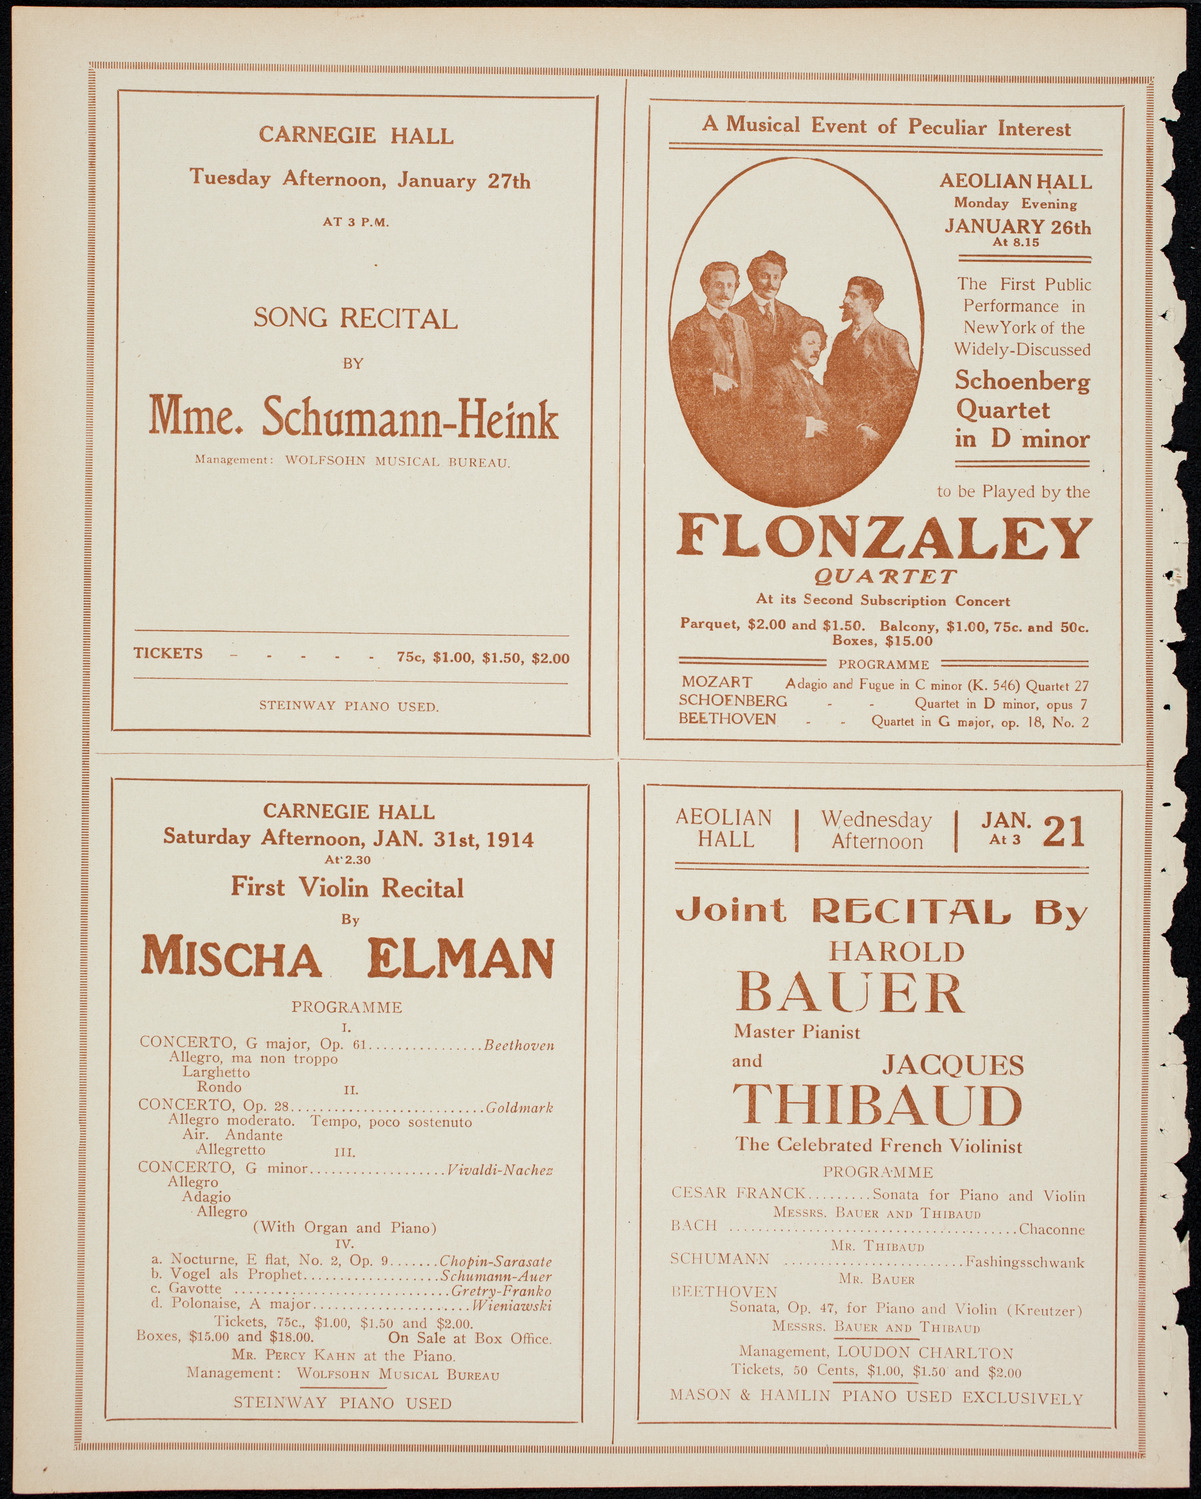 CARNEGIE HALL
Tuesday Afternoon, January 27th
AT 3 P.M.
SONG RECITAL
BY
Mme. Schumann-Heink
Management: WOLFSOHN MUSICAL BUREAU.
TICKETS - - - - - 75c, $1.00, $1.50, $2.00
STEINWAY PIANO USED.
A Musical Event of Peculiar Interest
AEOLIAN HALL
Monday Evening
JANUARY 26th
At 8.15
The First Public
Performance in
NewYork of the
Widely-Discussed
Schoenberg
Quartet
in D minor
to be Played by the
FLONZALEY
QUARTET
At its Second Subscription Concert
Parquet, $2.00 and $1.50. Balcony, $1.00, 75c. and 50c.
Boxes, $15.00
PROGRAMME
MOZART Adagio and Fugue in C minor (K. 546) Quartet 27
SCHOENBERG - - Quartet in D minor, opus 7
BEETHOVEN - - Quartet in G major, op. 18, No. 2
CARNEGIE HALL
Saturday Afternoon, JAN. 31st, 1914
At 2.30
First Violin Recital
By
MISCHA ELMAN
PROGRAMME
I.
CONCERTO, G major, Op. 61................Beethoven
Allegro, ma non troppo
Larghetto
Rondo
II.
CONCERTO, Op. 28...........................Goldmark
Allegro moderato. Tempo, poco sostenuto
Air. Andante
Allegretto
III.
CONCERTO, G minor...................Vivaldi-Nachez
Allegro
Adagio
Allegro
(With Organ and Piano)
IV.
a. Nocturne, E flat, No. 2, Op. 9.......Chopin-Sarasate
b. Vogel als Prophet...................Schumann-Auer
c. Gavotte ..............................Gretry-Franko
d. Polonaise, A major......................Wieniawski
Tickets, 75c., $1.00, $1.50 and $2.00.
Boxes, $15.00 and $18.00. On Sale at Box Office.
MR. PERCY KAHN at the Piano.
Management: WOLFSOHN MUSICAL BUREAU
STEINWAY PIANO USED
AEOLIAN HALL | Wednesday Afternoon | JAN. 21 At 3
Joint RECITAL By
HAROLD
BAUER
Master Pianist
and JACQUES
THIBAUD
The Celebrated French Violinist
PROGRAMME
CESAR FRANCK.........Sonata for Piano and Violin
MESSRS. BAUER AND THIBAUD
BACH ....................................Chaconne
MR. THIBAUD
SCHUMANN .........................Fashingsschwank
MR. BAUER
BEETHOVEN
Sonata, Op. 47, for Piano and Violin (Kreutzer)
MESSRS. BAUER AND THIBAUD
Management, LOUDON CHARLTON
Tickets, 50 Cents, $1.00, $1.50 and $2.00
MASON & HAMLIN PIANO USED EXCLUSIVELY